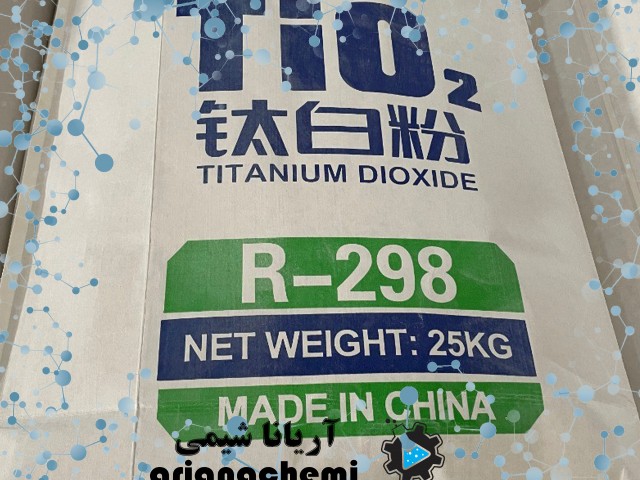 TiO2
钛白粉
TITANIUM DIOXIDE
R-298
NET WEIGHT: 25KG
MADE IN CHINA
آریانا شیمی
arianachemi